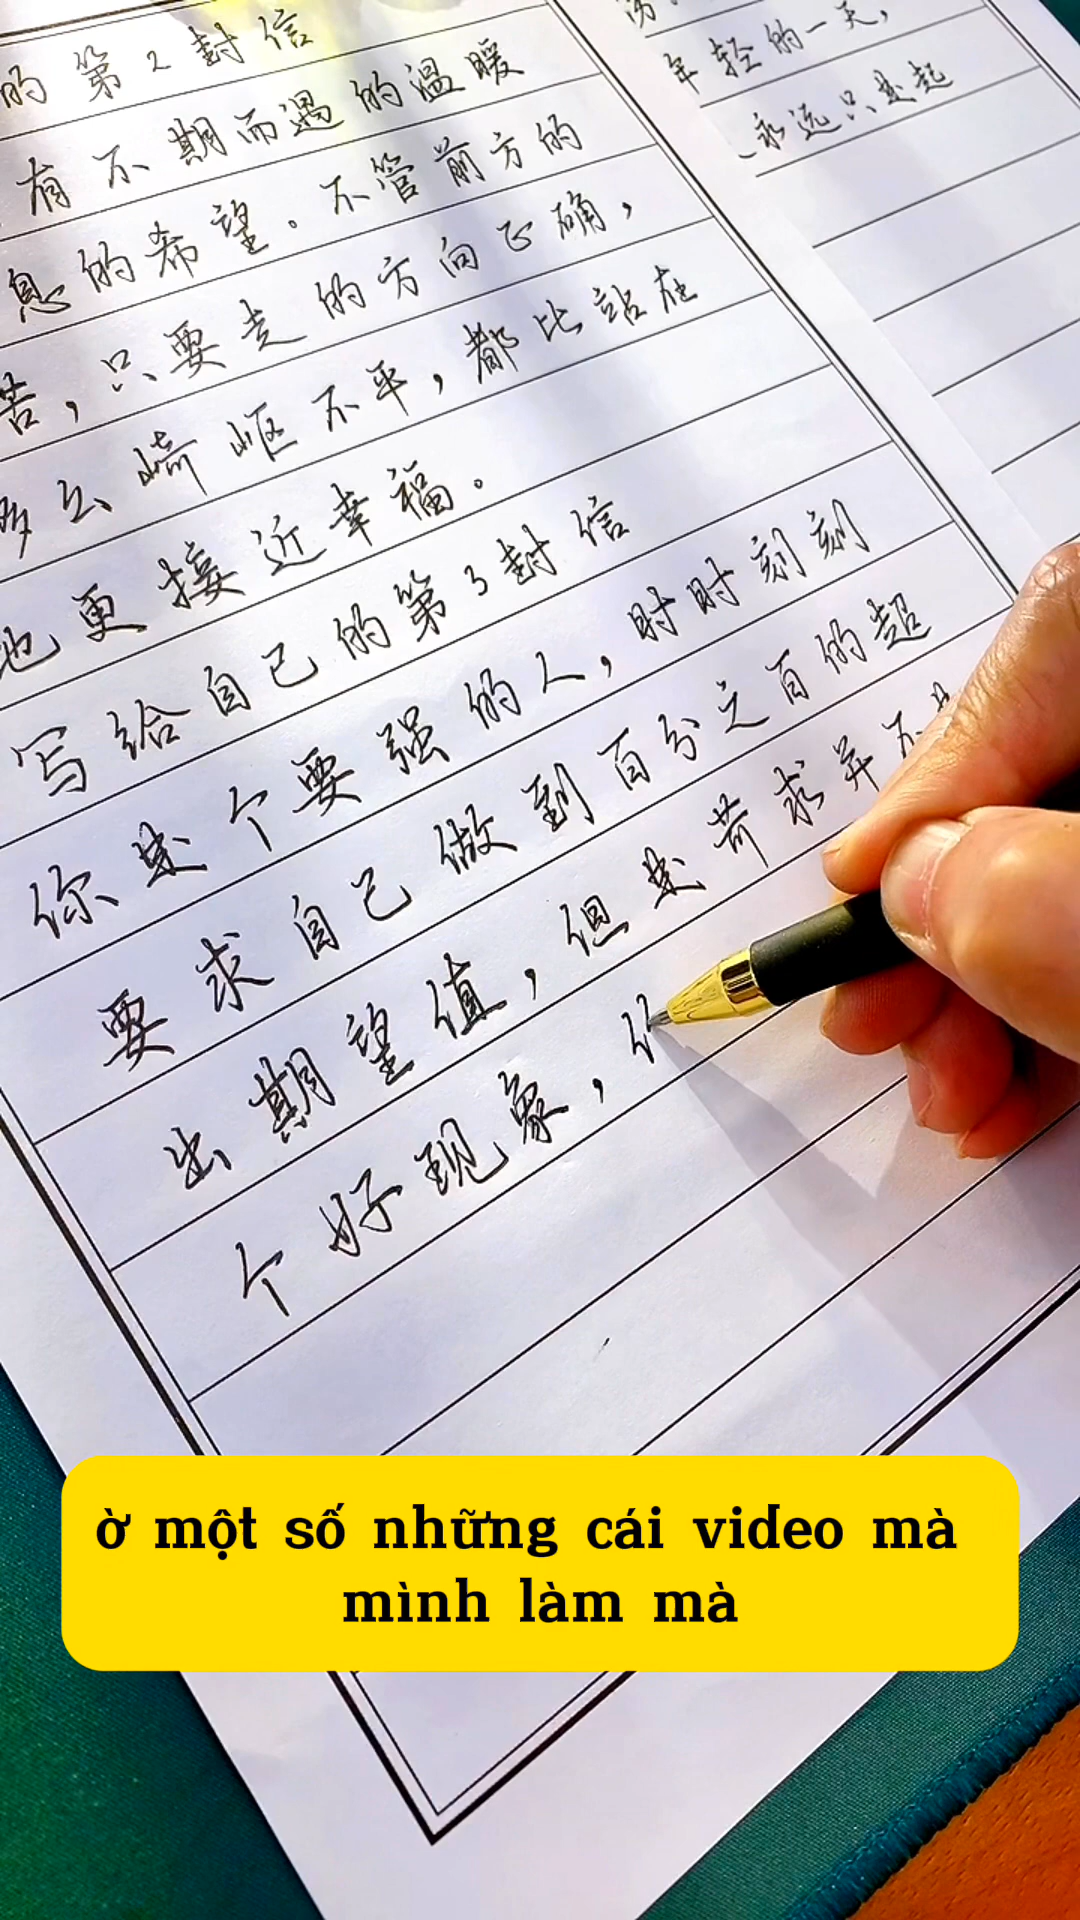 的第2封信
有不期而遇的温暖
息的希望。不管前方的
苦,只要走的方向正确,
多么崎岖不平,都比站在
也更接近幸福。
写给自己的第3封信
你是个要强的人,时时刻刻
要求自己做到百分之百的超
出期望值,但是苛求并不是
个好现象,
年轻的一天,
永远只是起
ờ một số những cái video mà
mình làm mà